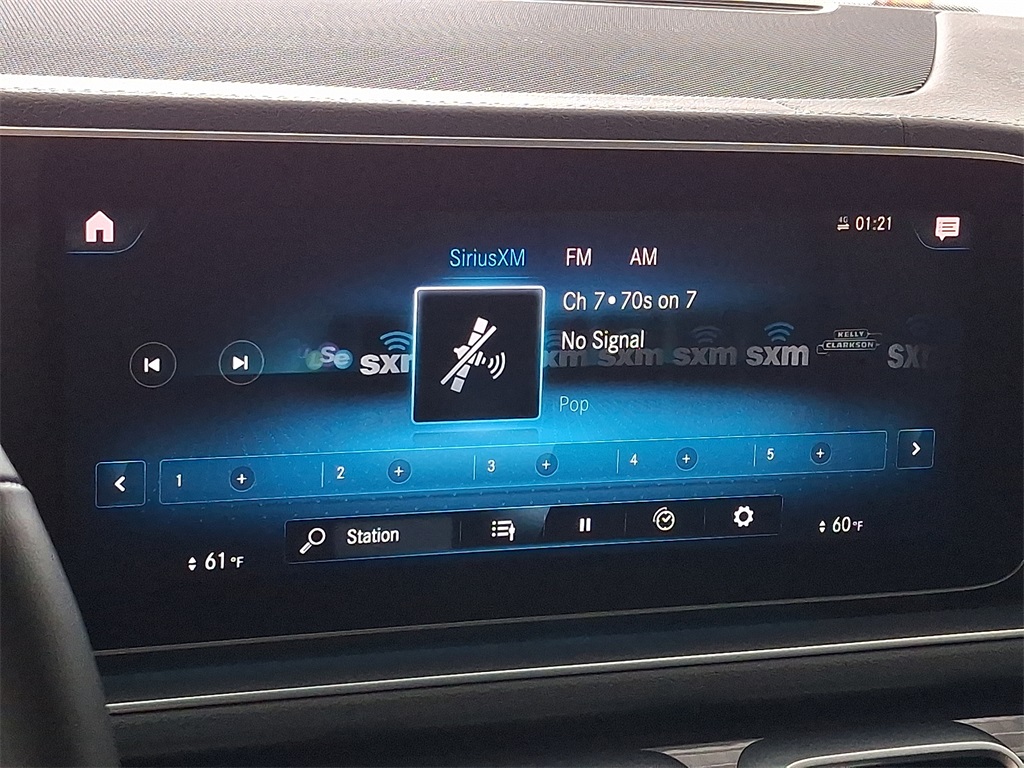 4G 01:21
SiriusXM FM AM
Ch 7•70s on 7
No Signal
sxm sxm sxm sxm
KELLY
CLARKSON
Pop
1 + 2 + 3 + 4 + 5 +
Station
61°F
60°F